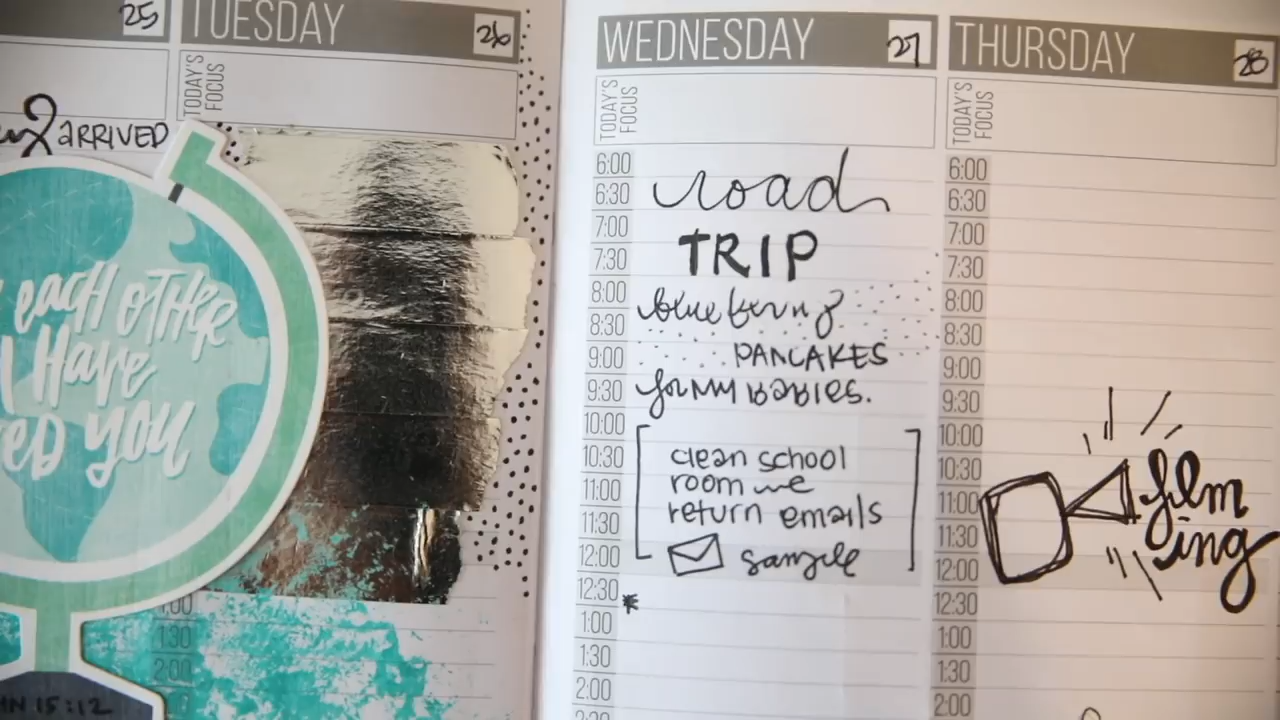 25
TUESDAY
26
TODAY'S
FOCUS
ARRIVED
each other
I Have
you
HN 15:12
1:00
1:30
2:00
WEDNESDAY
27
TODAY'S
FOCUS
6:00
6:30
road
7:00
TRIP
7:30
8:00
blueberry
8:30
9:00
PANCAKES
9:30
for my babies.
10:00
10:30
clean school
11:00
room
11:30
return emails
12:00
sample
12:30
*
1:00
1:30
2:00
2:30
THURSDAY
28
TODAY'S
FOCUS
6:00
6:30
7:00
7:30
8:00
8:30
9:00
9:30
10:00
10:30
11:00
film
11:30
ing
12:00
12:30
1:00
1:30
2:00